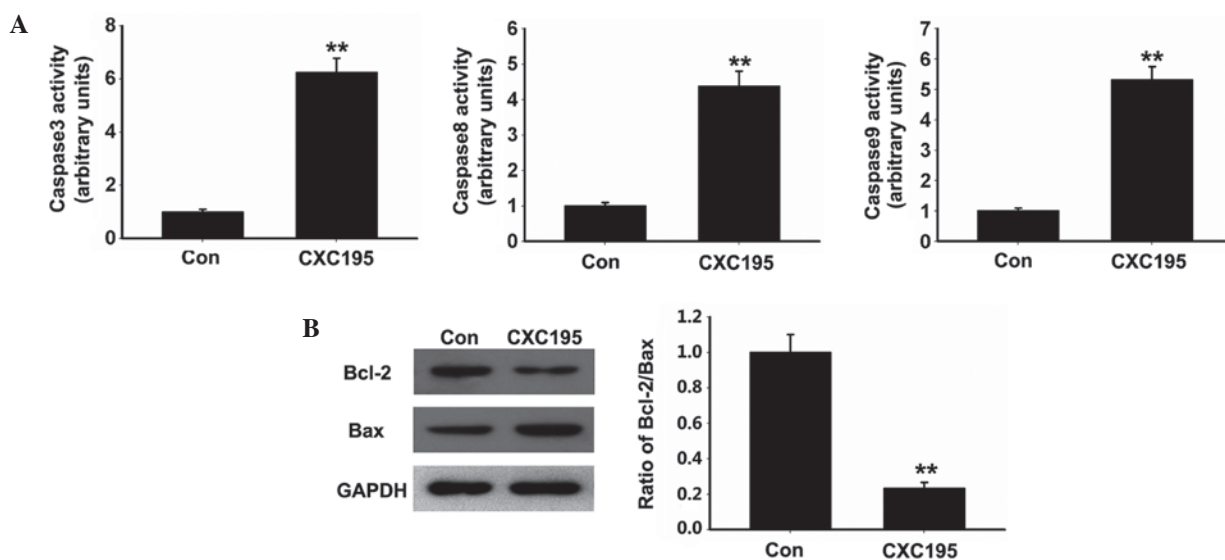 A
Caspase3 activity
(arbitrary units)
8
6
4
2
0
**
Con
CXC195
Caspase8 activity
(arbitrary units)
6
5
4
3
2
1
0
**
Con
CXC195
Caspase9 activity
(arbitrary units)
7
6
5
4
3
2
1
0
**
Con
CXC195
B
Con
CXC195
Bcl-2
Bax
GAPDH
Ratio of Bcl-2/Bax
1.2
1.0
0.8
0.6
0.4
0.2
0.0
**
Con
CXC195